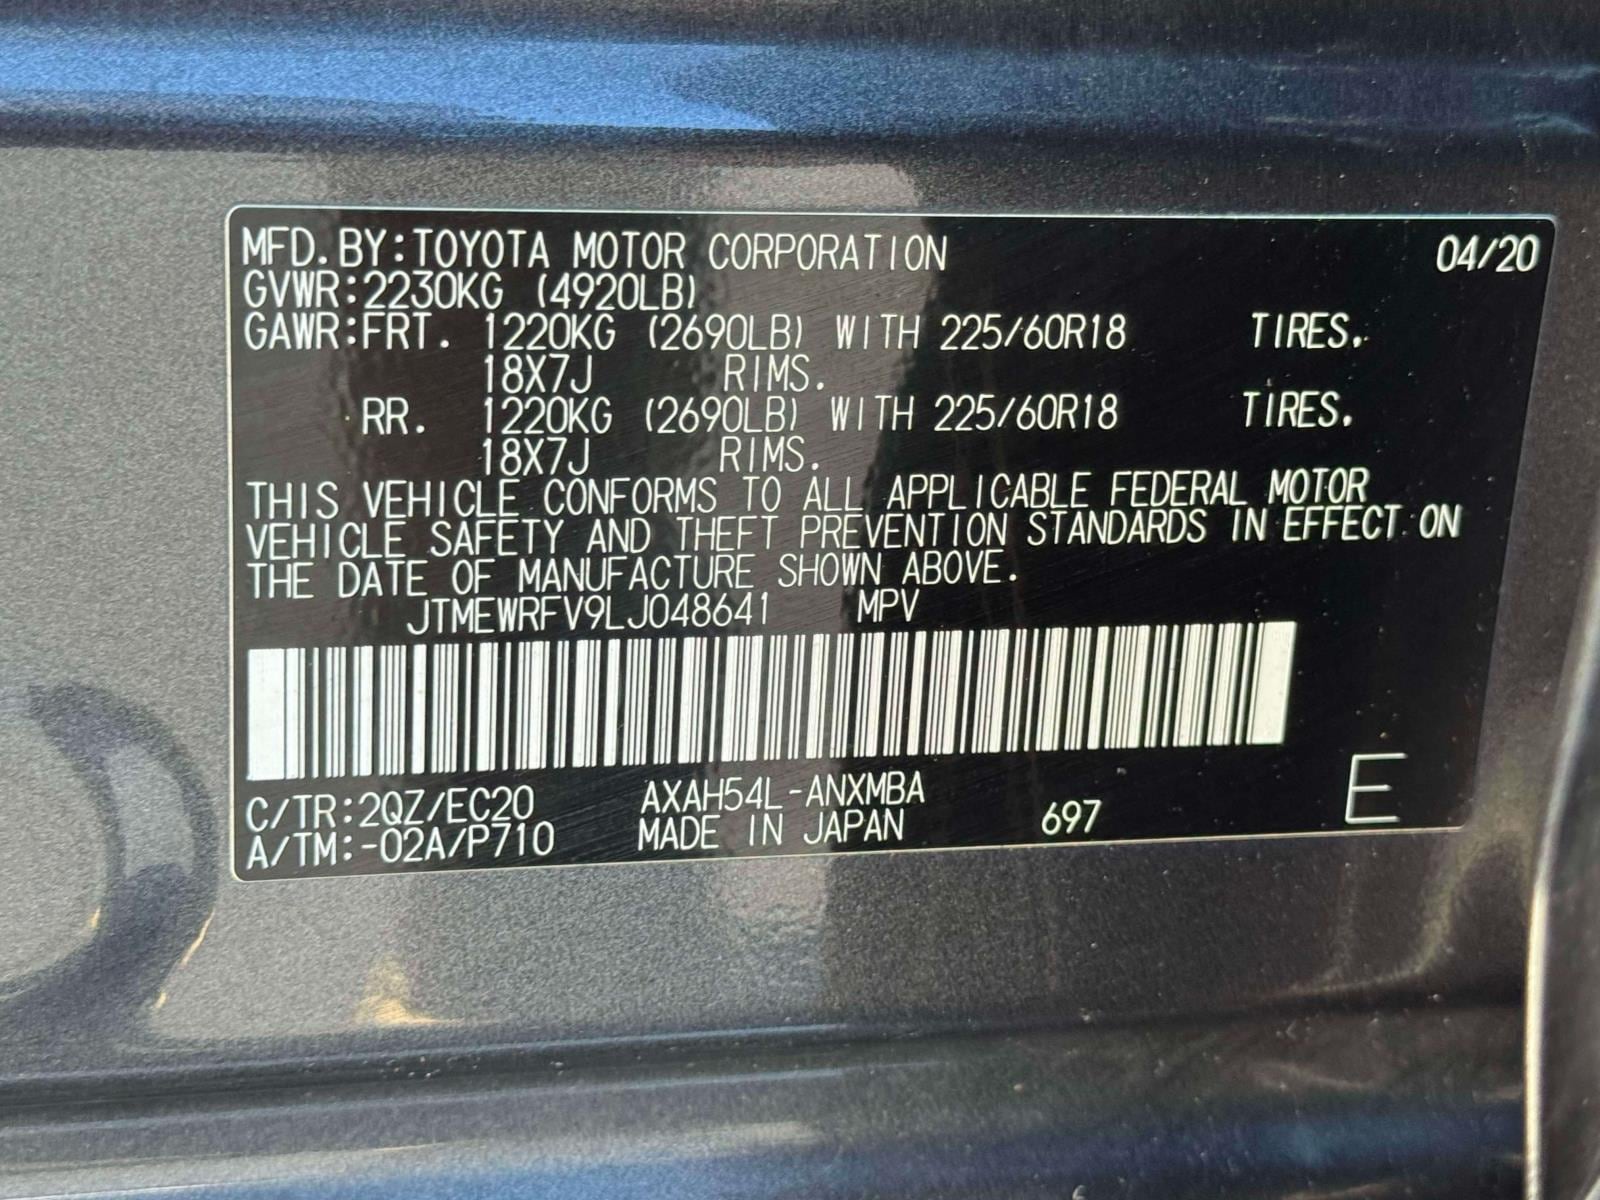 MFD.BY:TOYOTA MOTOR CORPORATION 04/20
GVWR:2230KG (4920LB)
GAWR:FRT. 1220KG (2690LB) WITH 225/60R18 TIRES.
18X7J RIMS.
RR. 1220KG (2690LB) WITH 225/60R18 TIRES.
18X7J RIMS.
THIS VEHICLE CONFORMS TO ALL APPLICABLE FEDERAL MOTOR
VEHICLE SAFETY AND THEFT PREVENTION STANDARDS IN EFFECT ON
THE DATE OF MANUFACTURE SHOWN ABOVE.
JTMEWRFV9LJ048641 MPV
C/TR:2QZ/EC20 AXAH54L-ANXMBA
A/TM:-02A/P710 MADE IN JAPAN 697 E